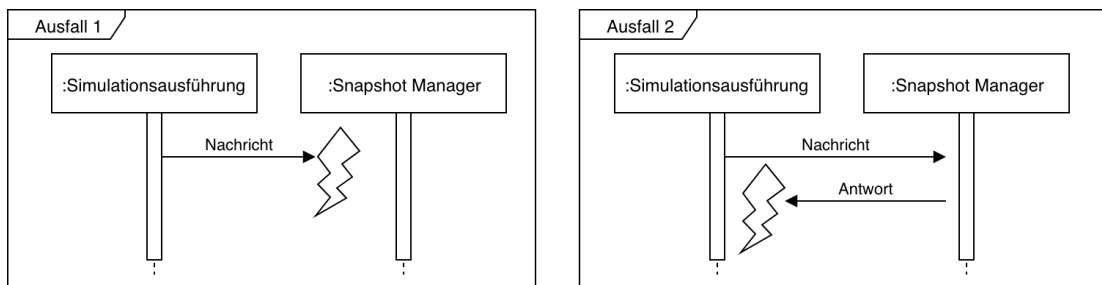 Ausfall 1
:Simulationsausführung
:Snapshot Manager
Nachricht
Ausfall 2
:Simulationsausführung
:Snapshot Manager
Nachricht
Antwort